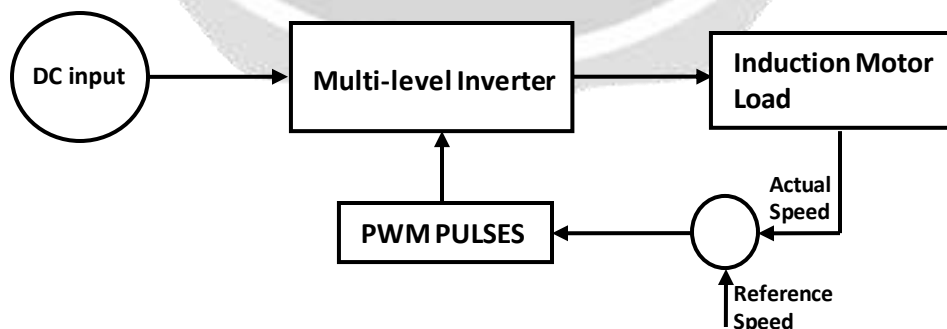 DC input
Multi-level Inverter
Induction Motor
Load
Actual
Speed
PWM PULSES
Reference
Speed